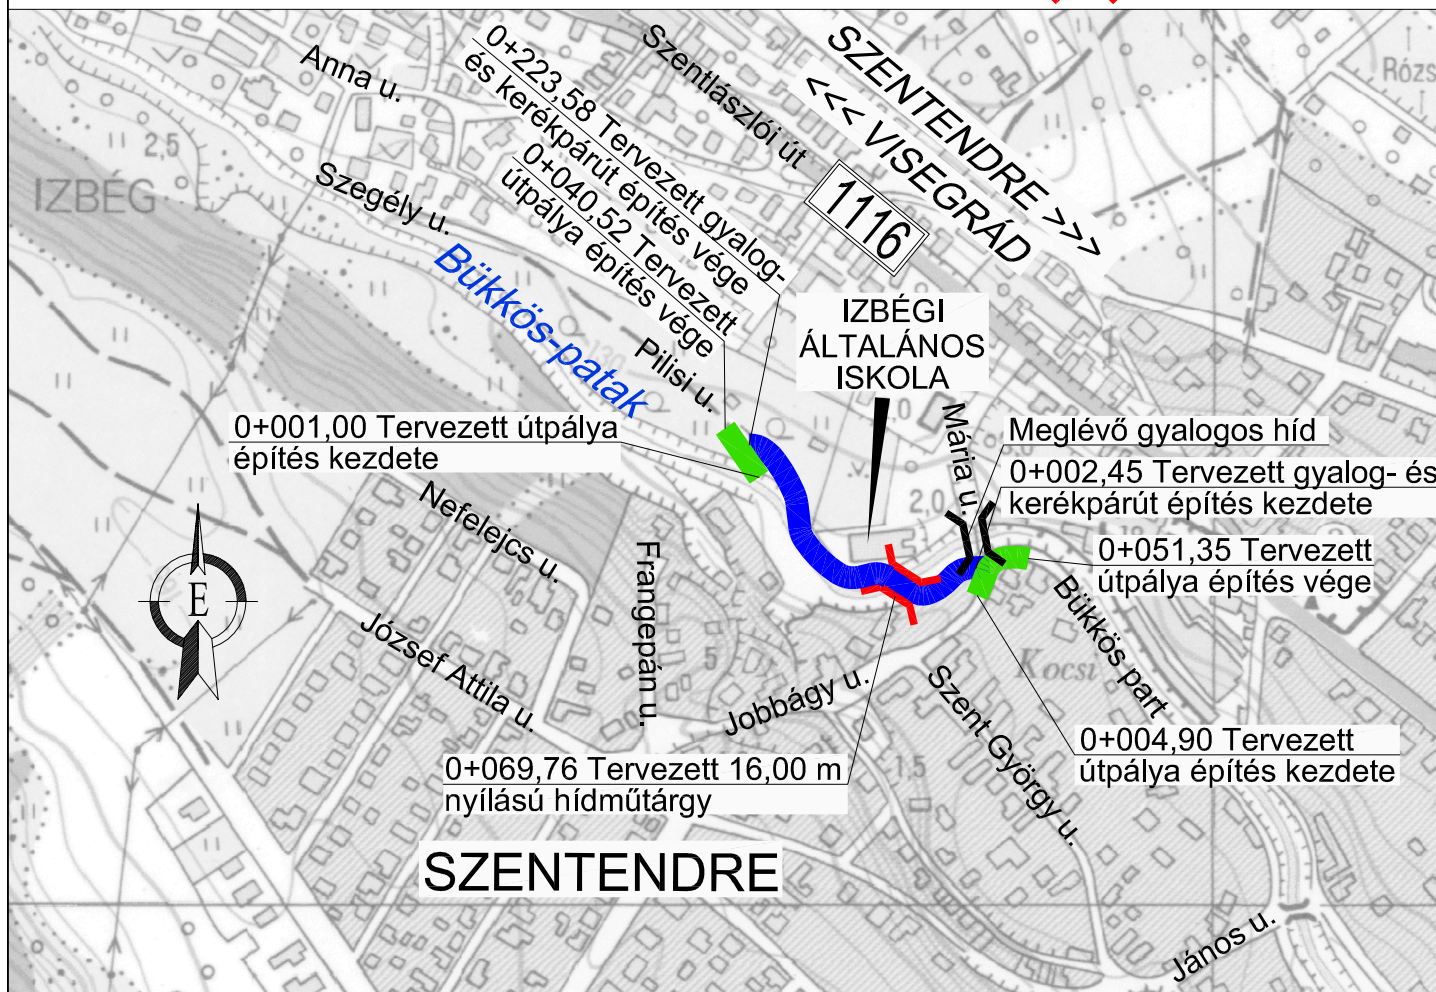 SZENTENDRE >>>
<<< VISEGRÁD
Szentlászlói út
1116
Anna u.
0+223,58 Tervezett gyalog-
és kerékpárút építés vége
0+040,52 Tervezett
útpálya építés vége
2,5
IZBÉG
Szegély u.
Bükkös-patak
Pilisi u.
IZBÉGI
ÁLTALÁNOS
ISKOLA
Mária u.
Meglévő gyalogos híd
0+001,00 Tervezett útpálya
építés kezdete
0+002,45 Tervezett gyalog- és
kerékpárút építés kezdete
2,0
Nefelejcs u.
0+051,35 Tervezett
útpálya építés vége
E
Frangepán u.
József Attila u.
5
Jobbágy u.
Kocsi
Bükkös part
Szent György u.
0+004,90 Tervezett
útpálya építés kezdete
0+069,76 Tervezett 16,00 m
nyílású hídműtárgy
1.5
SZENTENDRE
János u.